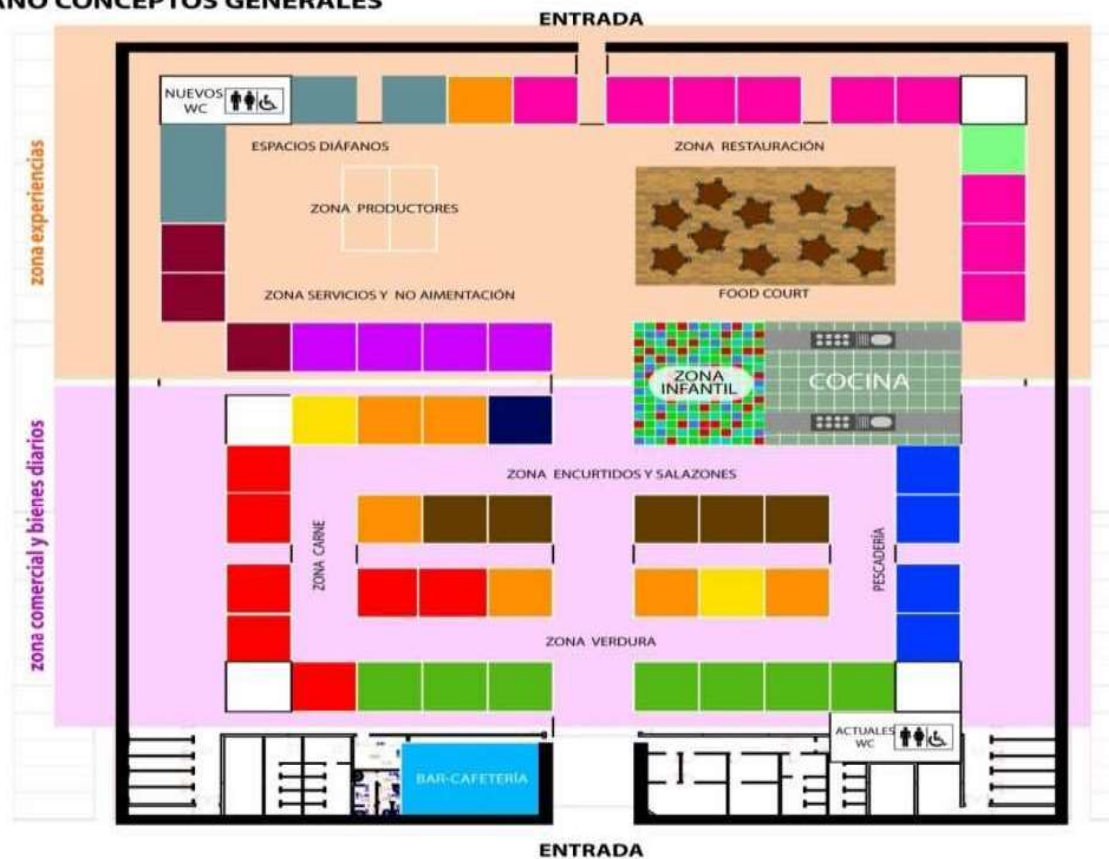 ANO CONCEPTOS GENERALES
ENTRADA
NUEVOS
WC
ESPACIOS DIÁFANOS
ZONA RESTAURACIÓN
ZONA PRODUCTORES
zona experiencias
ZONA SERVICIOS Y NO AIMENTACIÓN
FOOD COURT
ZONA
INFANTIL
COCINA
zona comercial y bienes diarios
ZONA ENCURTIDOS Y SALAZONES
ZONA CARNE
PESCADERÍA
ZONA VERDURA
ACTUALES
WC
BAR-CAFETERÍA
ENTRADA